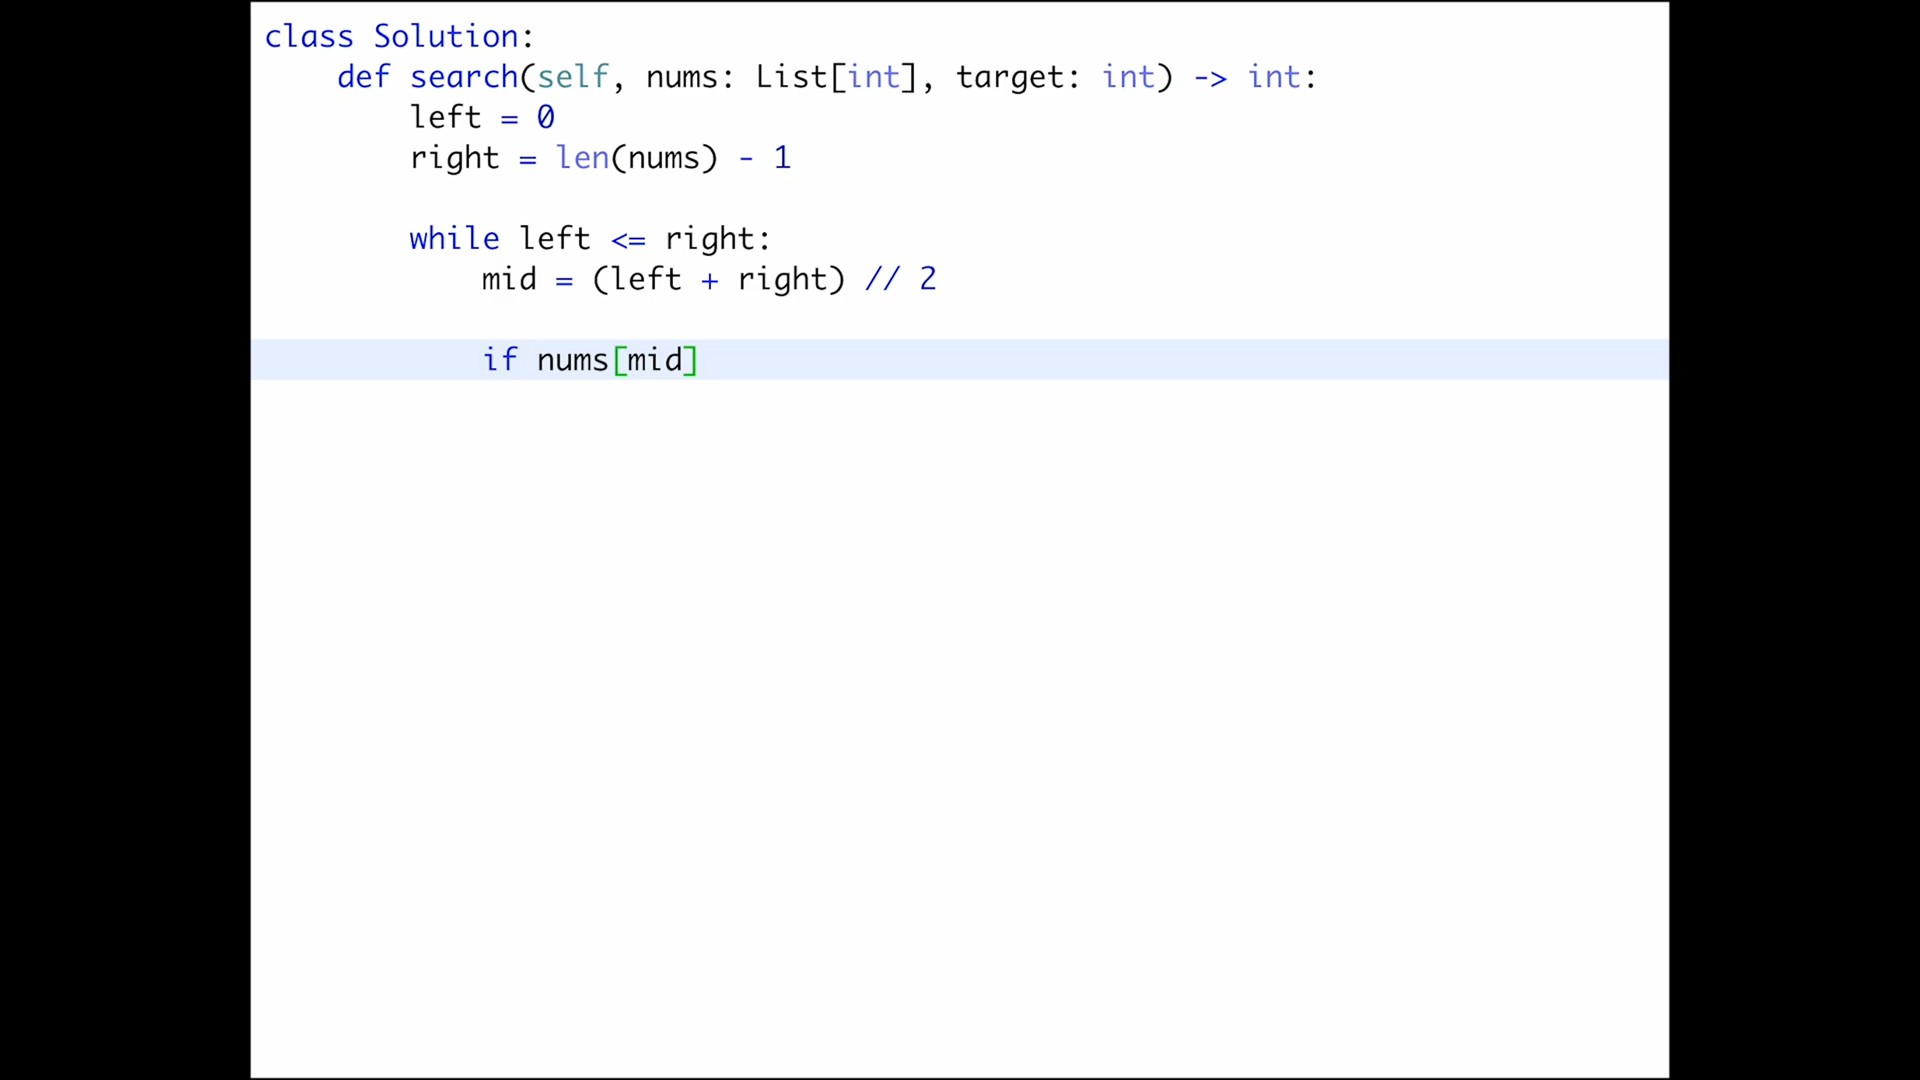 class Solution:
    def search(self, nums: List[int], target: int) -> int:
        left = 0
        right = len(nums) - 1

        while left <= right:
            mid = (left + right) // 2

            if nums[mid]